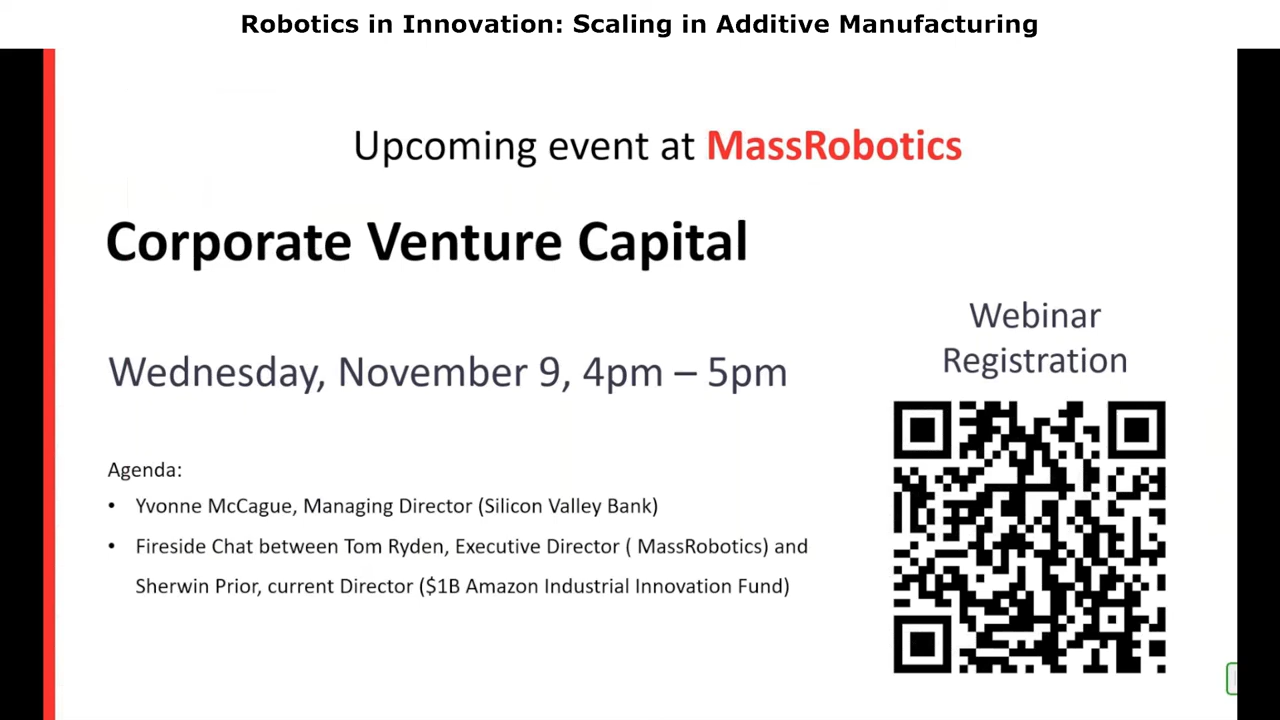 Robotics in Innovation: Scaling in Additive Manufacturing
Upcoming event at MassRobotics
Corporate Venture Capital
Wednesday, November 9, 4pm – 5pm
Webinar
Registration
Agenda:
• Yvonne McCague, Managing Director (Silicon Valley Bank)
• Fireside Chat between Tom Ryden, Executive Director ( MassRobotics) and
Sherwin Prior, current Director ($1B Amazon Industrial Innovation Fund)